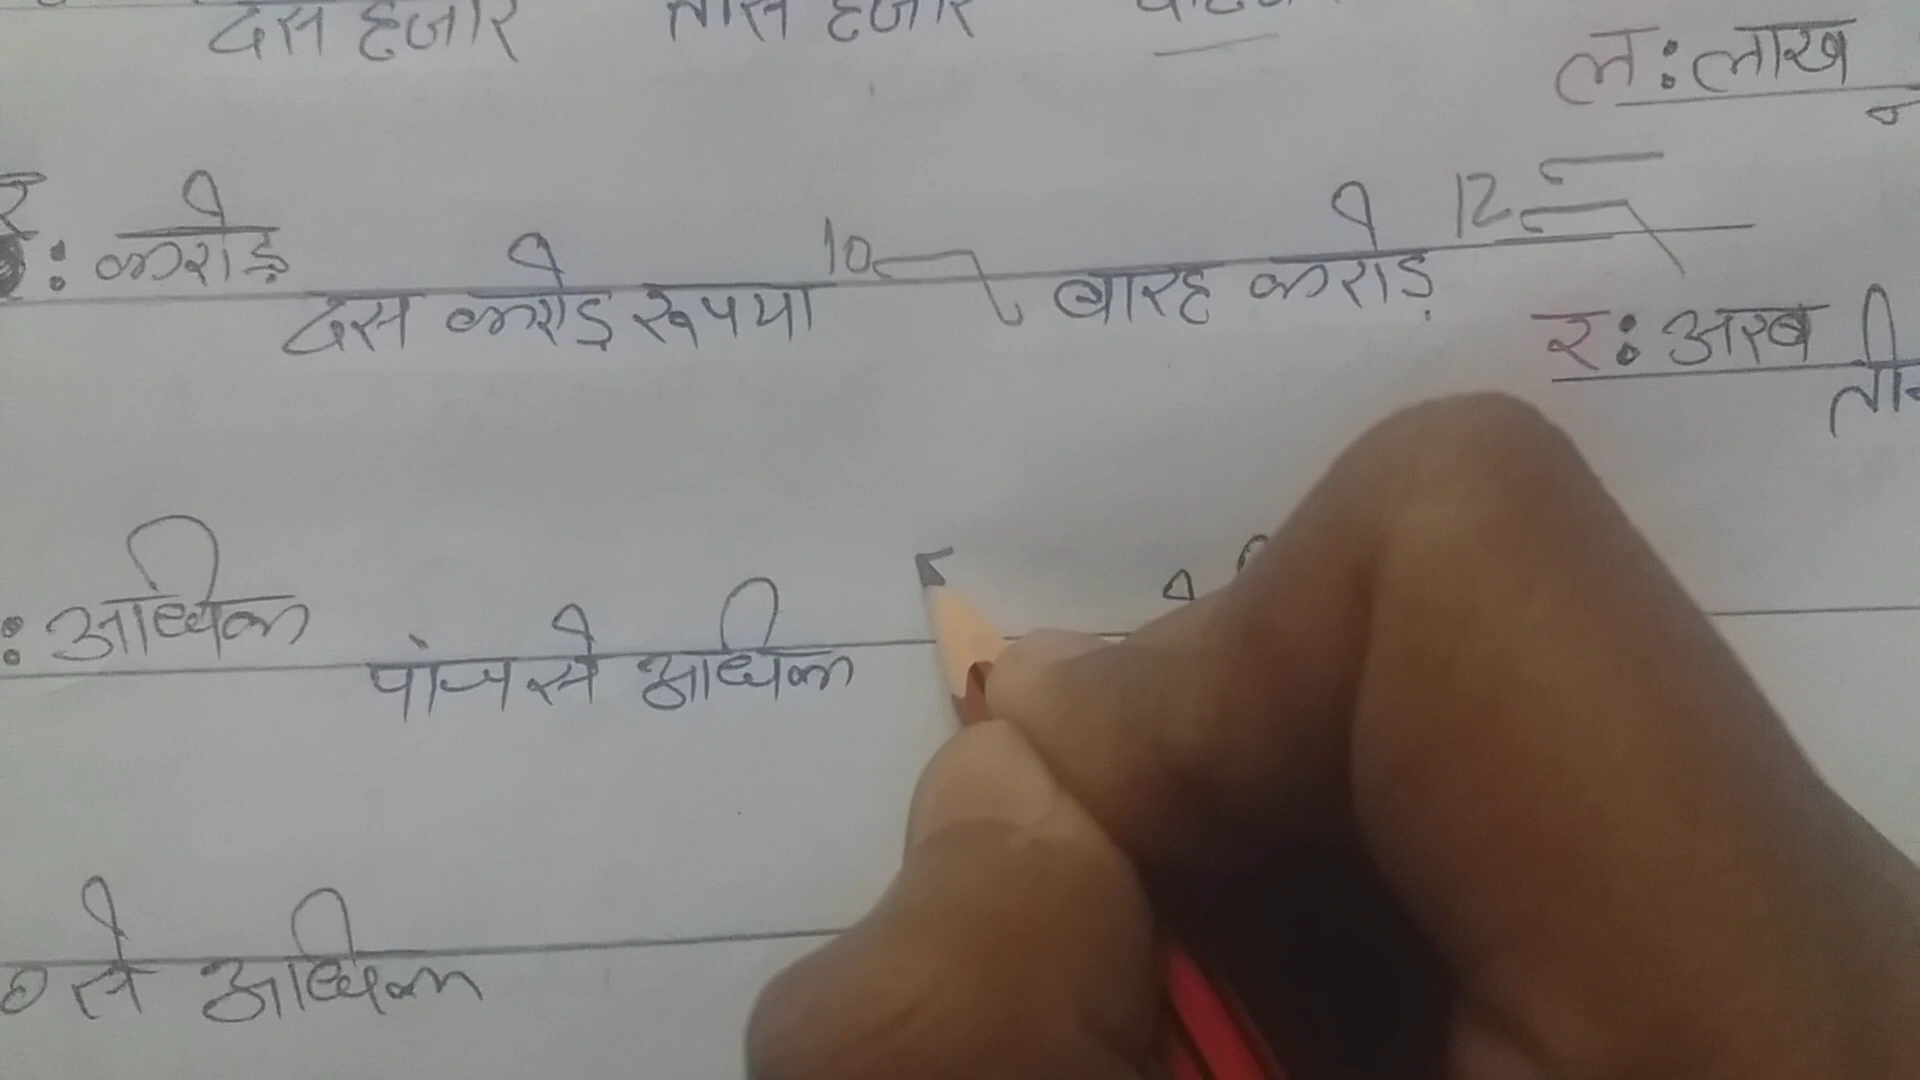 दस हजार तीस हजार
ल : लाख
: करोड़ दस करोड़ रूपया 10 बारह करोड़ 12
र : अरब
: अधिक पांच से अधिक
से अधिक